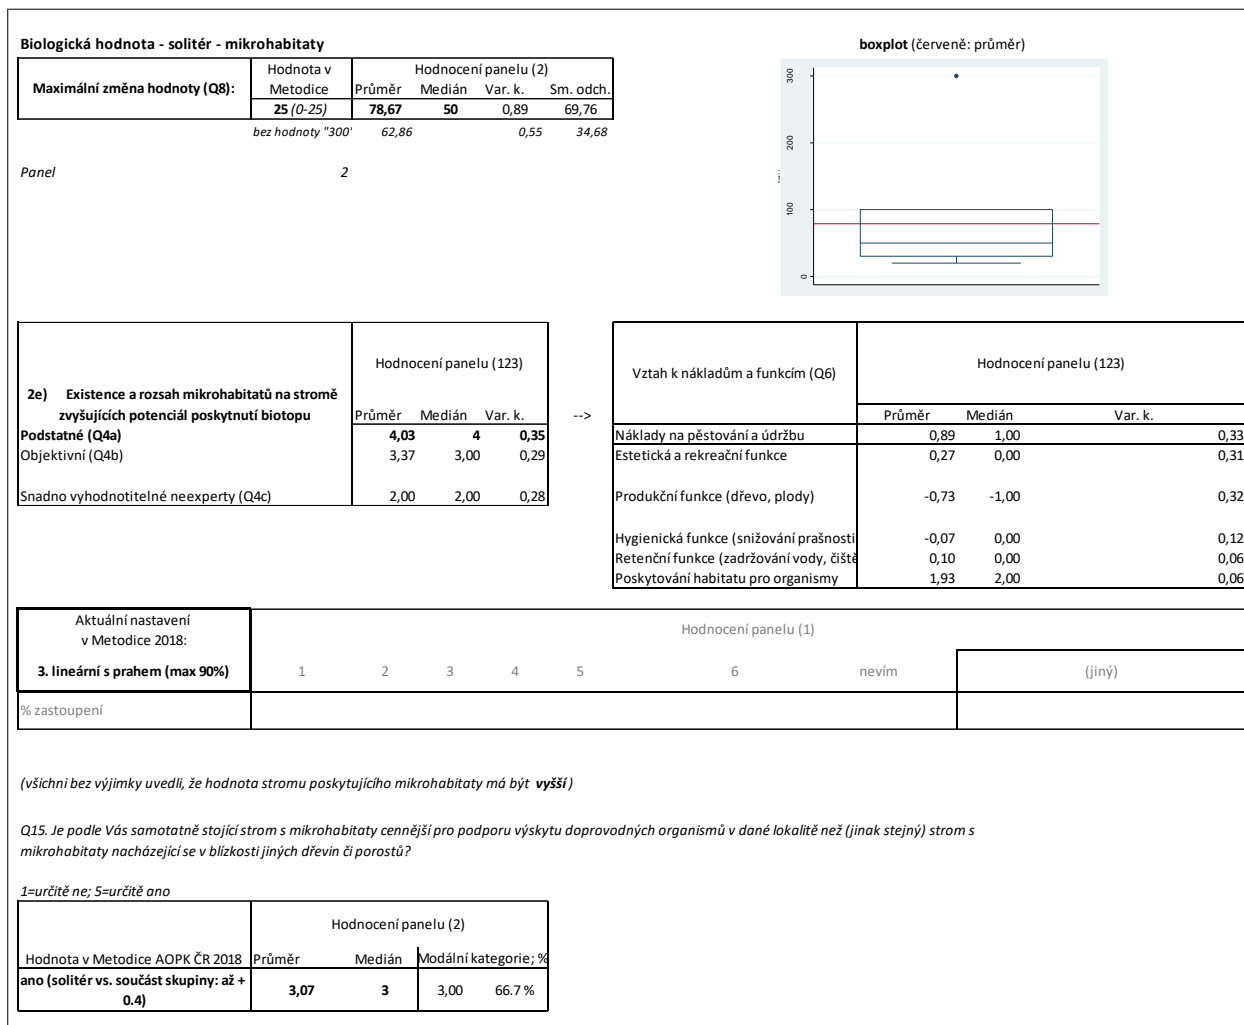 Biologická hodnota - solitér - mikrohabitaty
Maximální změna hodnoty (Q8):
Hodnota v Metodice
Hodnocení panelu (2)
Průměr Medián Var. k. Sm. odch.
25 (0-25) 78,67 50 0,89 69,76
bez hodnoty "300' 62,86 0,55 34,68
Panel 2
boxplot (červeně: průměr)
300
200
100
0
2e) Existence a rozsah mikrohabitatů na stromě
zvyšujících potenciál poskytnutí biotopu
Hodnocení panelu (123)
Průměr Medián Var. k.
Podstatné (Q4a) 4,03 4 0,35
Objektivní (Q4b) 3,37 3,00 0,29
Snadno vyhodnotitelné neexperty (Q4c) 2,00 2,00 0,28
-->
Vztah k nákladům a funkcím (Q6)
Hodnocení panelu (123)
Průměr Medián Var. k.
Náklady na pěstování a údržbu 0,89 1,00 0,33
Estetická a rekreační funkce 0,27 0,00 0,31
Produkční funkce (dřevo, plody) -0,73 -1,00 0,32
Hygienická funkce (snižování prašnosti -0,07 0,00 0,12
Retenční funkce (zadržování vody, čiště 0,10 0,00 0,06
Poskytování habitatu pro organismy 1,93 2,00 0,06
Aktuální nastavení
v Metodice 2018:
3. lineární s prahem (max 90%)
Hodnocení panelu (1)
1 2 3 4 5 6 nevím (jiný)
% zastoupení
(všichni bez výjimky uvedli, že hodnota stromu poskytujícího mikrohabitaty má být vyšší )
Q15. Je podle Vás samotatně stojící strom s mikrohabitaty cennější pro podporu výskytu doprovodných organismů v dané lokalitě než (jinak stejný) strom s
mikrohabitaty nacházející se v blízkosti jiných dřevin či porostů?
1=určitě ne; 5=určitě ano
Hodnocení panelu (2)
Hodnota v Metodice AOPK ČR 2018 Průměr Medián Modální kategorie; %
ano (solitér vs. součást skupiny: až +
0.4) 3,07 3 3,00 66.7 %